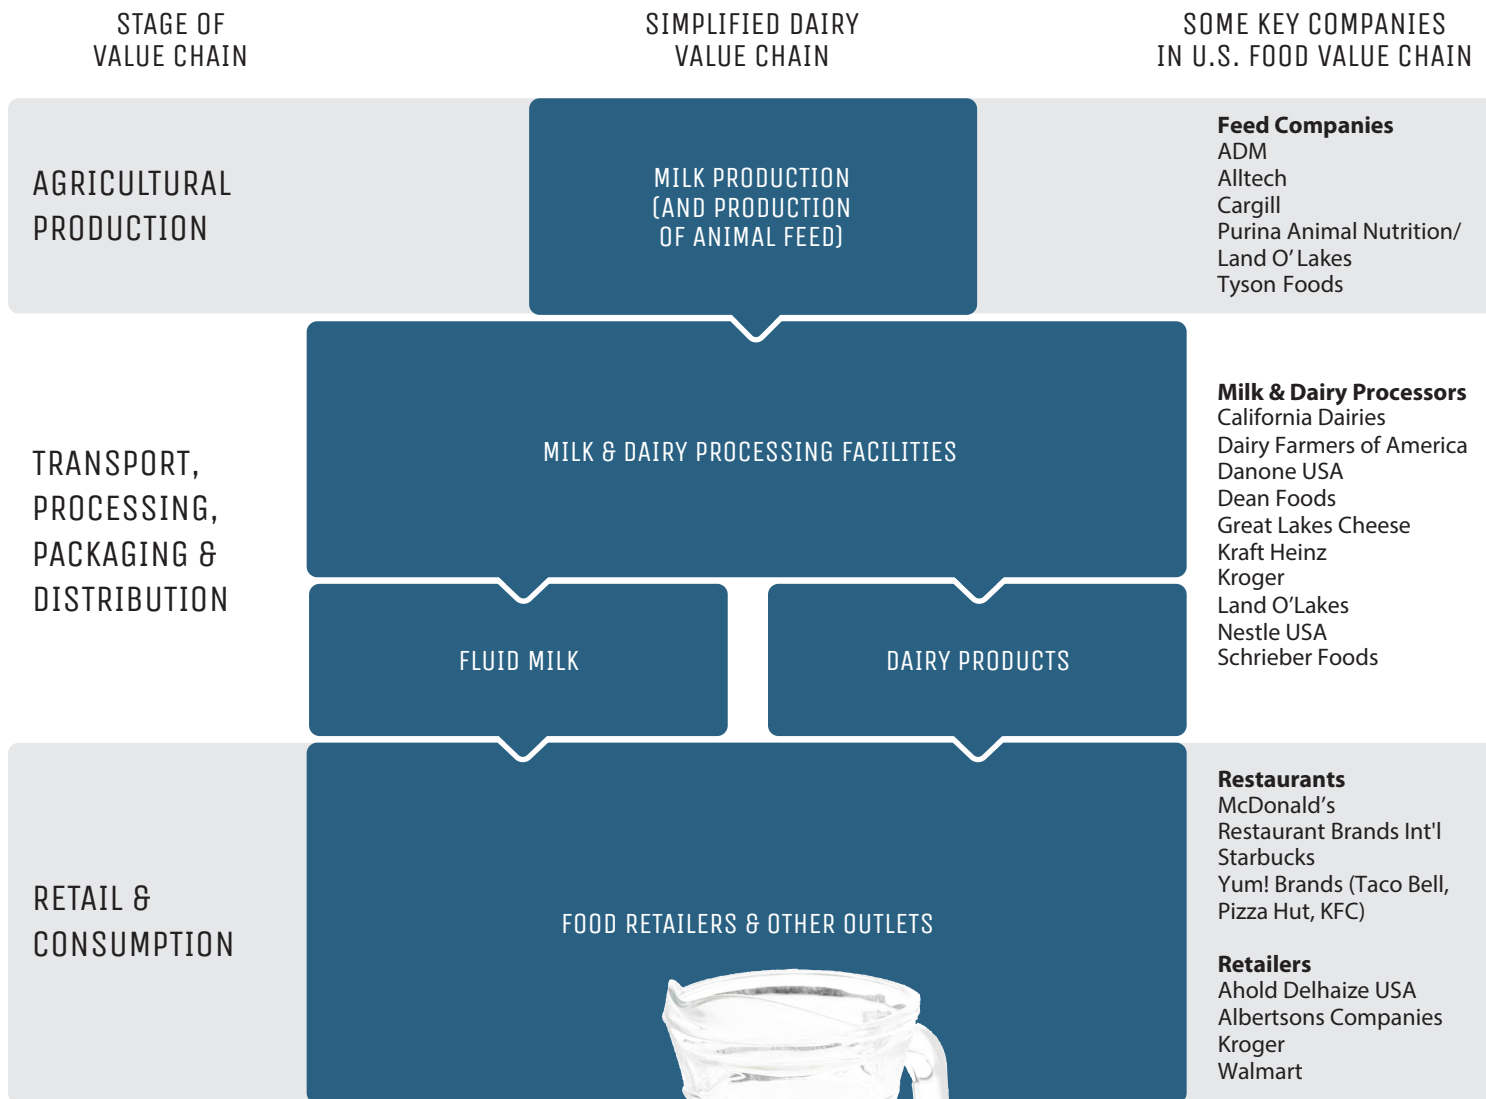 STAGE OF
VALUE CHAIN
SIMPLIFIED DAIRY
VALUE CHAIN
SOME KEY COMPANIES
IN U.S. FOOD VALUE CHAIN
AGRICULTURAL
PRODUCTION
MILK PRODUCTION
(AND PRODUCTION
OF ANIMAL FEED)
Feed Companies
ADM
Alltech
Cargill
Purina Animal Nutrition/
Land O' Lakes
Tyson Foods
TRANSPORT,
PROCESSING,
PACKAGING &
DISTRIBUTION
MILK & DAIRY PROCESSING FACILITIES
FLUID MILK
DAIRY PRODUCTS
Milk & Dairy Processors
California Dairies
Dairy Farmers of America
Danone USA
Dean Foods
Great Lakes Cheese
Kraft Heinz
Kroger
Land O'Lakes
Nestle USA
Schrieber Foods
RETAIL &
CONSUMPTION
FOOD RETAILERS & OTHER OUTLETS
Restaurants
McDonald's
Restaurant Brands Int'l
Starbucks
Yum! Brands (Taco Bell,
Pizza Hut, KFC)
Retailers
Ahold Delhaize USA
Albertsons Companies
Kroger
Walmart